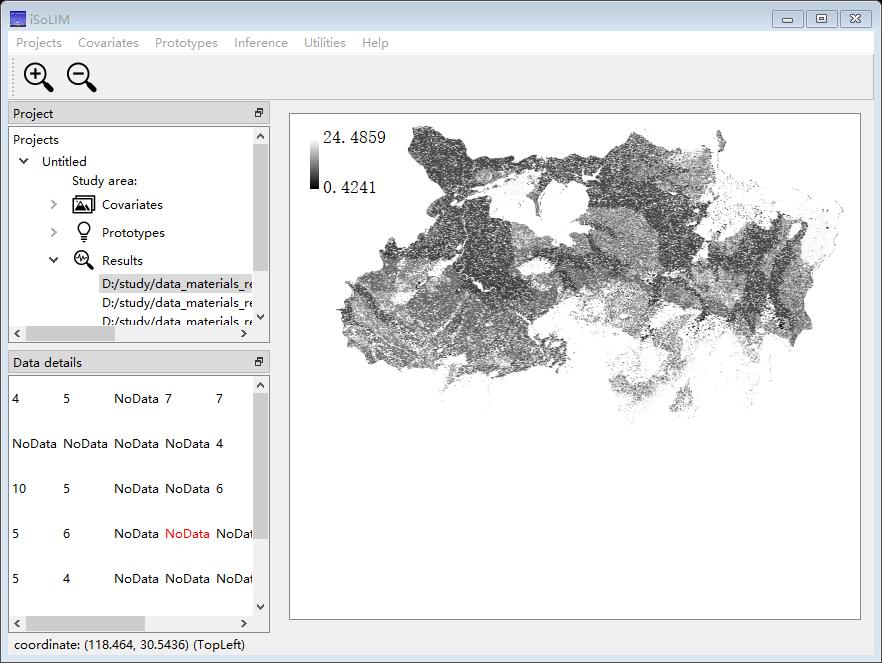 iSoLIM
Projects Covariates Prototypes Inference Utilities Help
Project
Projects
Untitled
Study area:
Covariates
Prototypes
Results
D:/study/data_materials_re
D:/study/data_materials_re
D:/study/data_materials_re
Data details
4 5 NoData 7 7
NoData NoData NoData NoData 4
10 5 NoData NoData 6
5 6 NoData NoData NoDat
5 4 NoData NoData NoDat
coordinate: (118.464, 30.5436) (TopLeft)
24.4859
0.4241